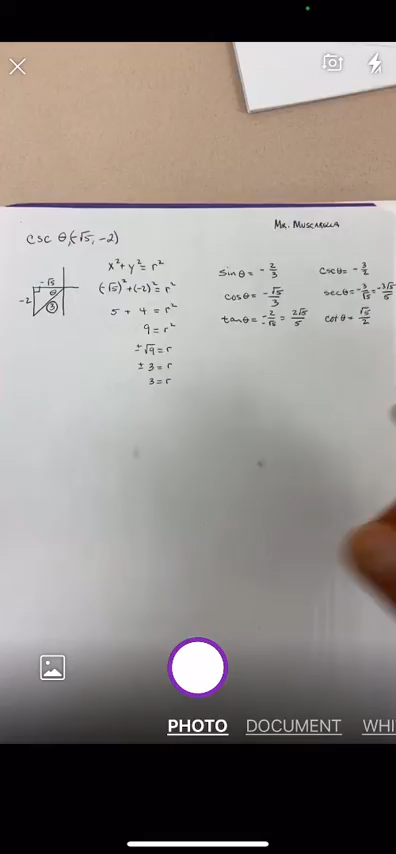 Mr. Muscarella
csc θ (-√5, -2)
x² + y² = r²
(-√5)² + (-2)² = r²
5 + 4 = r²
9 = r²
±√9 = r
± 3 = r
3 = r
-√5
-2
θ
3
sin θ = -2/3
csc θ = -3/2
cos θ = -√5/3
sec θ = -3/√5 = -3√5/5
tan θ = -2/-√5 = 2√5/5
cot θ = √5/2
PHOTO DOCUMENT WHI